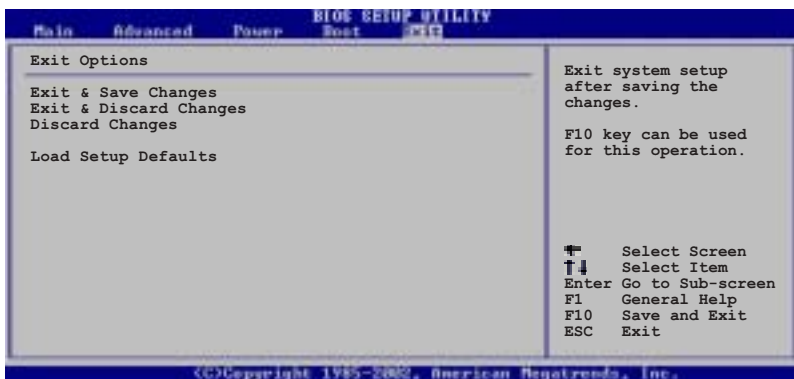 BIOS SETUP UTILITY
Main Advanced Power Boot Exit
Exit Options
Exit & Save Changes
Exit & Discard Changes
Discard Changes
Load Setup Defaults
Exit system setup
after saving the
changes.
F10 key can be used
for this operation.
Select Screen
↑↓ Select Item
Enter Go to Sub-screen
F1 General Help
F10 Save and Exit
ESC Exit
(C)Copyright 1985-2002, American Megatrends, Inc.